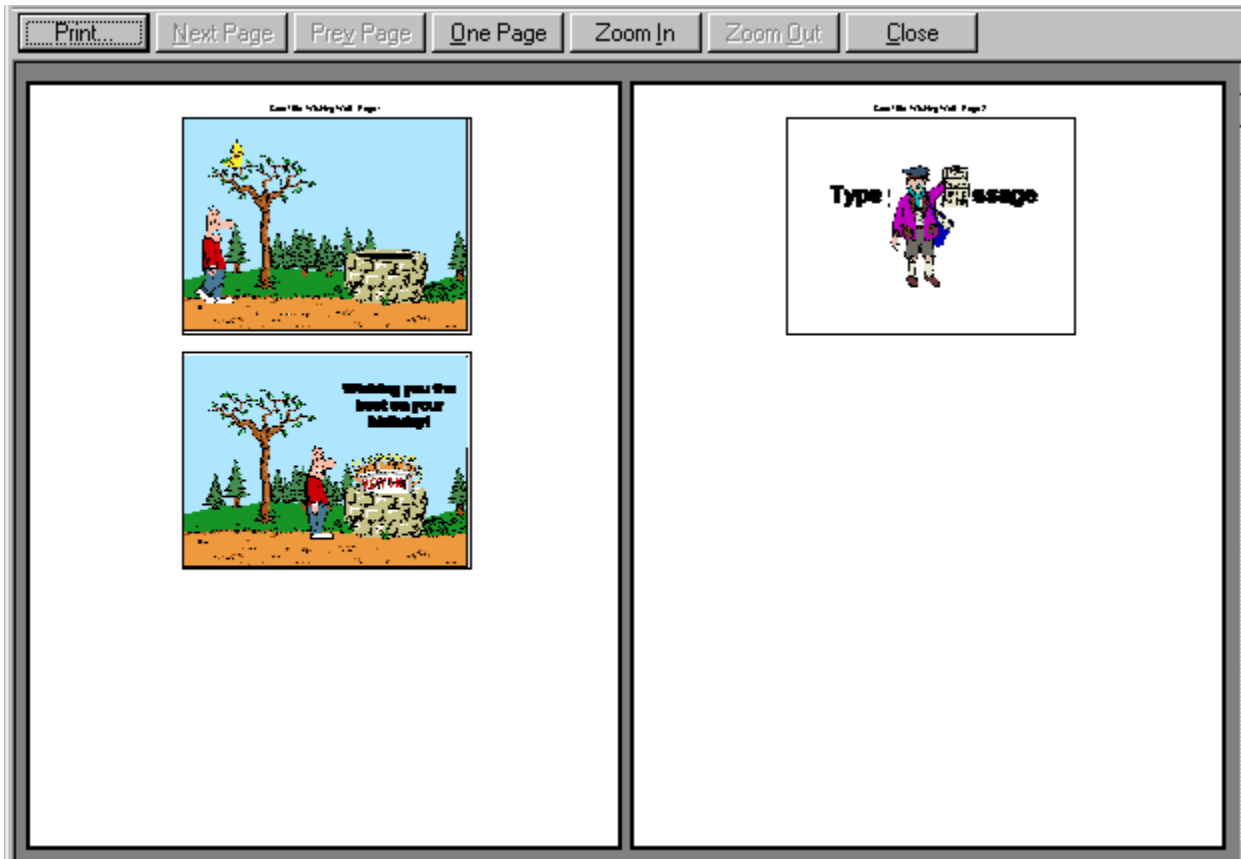 Print... Next Page Prev Page One Page Zoom In Zoom Out Close
Wishing you the
best on your
birthday!
Type
ssage